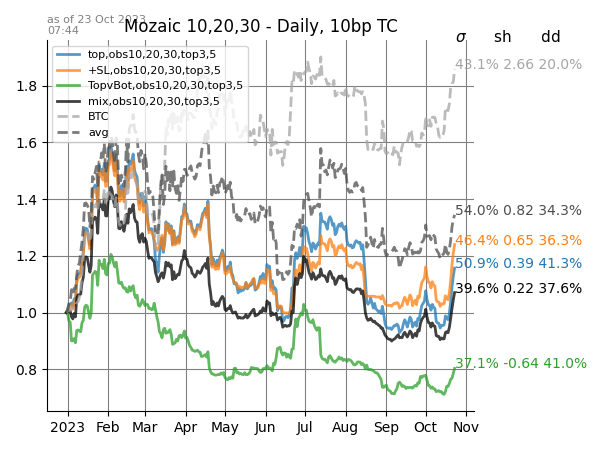 as of 23 Oct 2023
07:44
Mozaic 10,20,30 - Daily, 10bp TC
σ sh dd
top,obs10,20,30,top3,5
+SL,obs10,20,30,top3,5
TopvBot,obs10,20,30,top3,5
mix,obs10,20,30,top3,5
BTC
avg
43.1% 2.66 20.0%
54.0% 0.82 34.3%
46.4% 0.65 36.3%
50.9% 0.39 41.3%
39.6% 0.22 37.6%
37.1% -0.64 41.0%
1.8
1.6
1.4
1.2
1.0
0.8
2023 Feb Mar Apr May Jun Jul Aug Sep Oct Nov